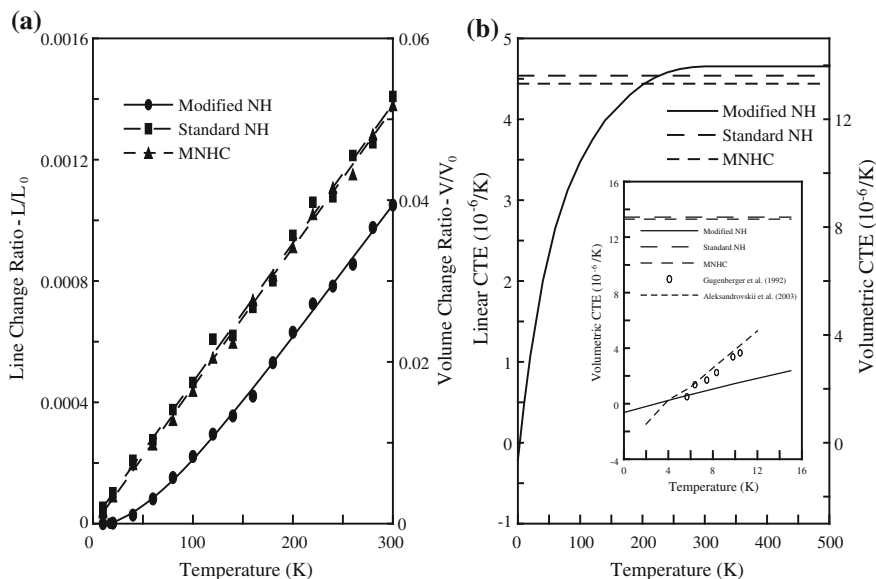 (a)
0.0016
0.0012
0.0008
0.0004
0
Line Change Ratio - L/L₀
0.06
0.04
0.02
0
Volume Change Ratio - V/V₀
Modified NH
Standard NH
MNHC
0 100 200 300
Temperature (K)
(b)
5
4
3
2
1
0
-1
Linear CTE (10⁻⁶/K)
12
8
4
0
Volumetric CTE (10⁻⁶/K)
Modified NH
Standard NH
MNHC
16
12
8
4
0
-4
Volumetric CTE (10⁻⁶/K)
Modified NH
Standard NH
MNHC
Gugenberger et al. (1992)
Aleksandrovskii et al. (2003)
0 4 8 12 16
Temperature (K)
0 100 200 300 400 500
Temperature (K)